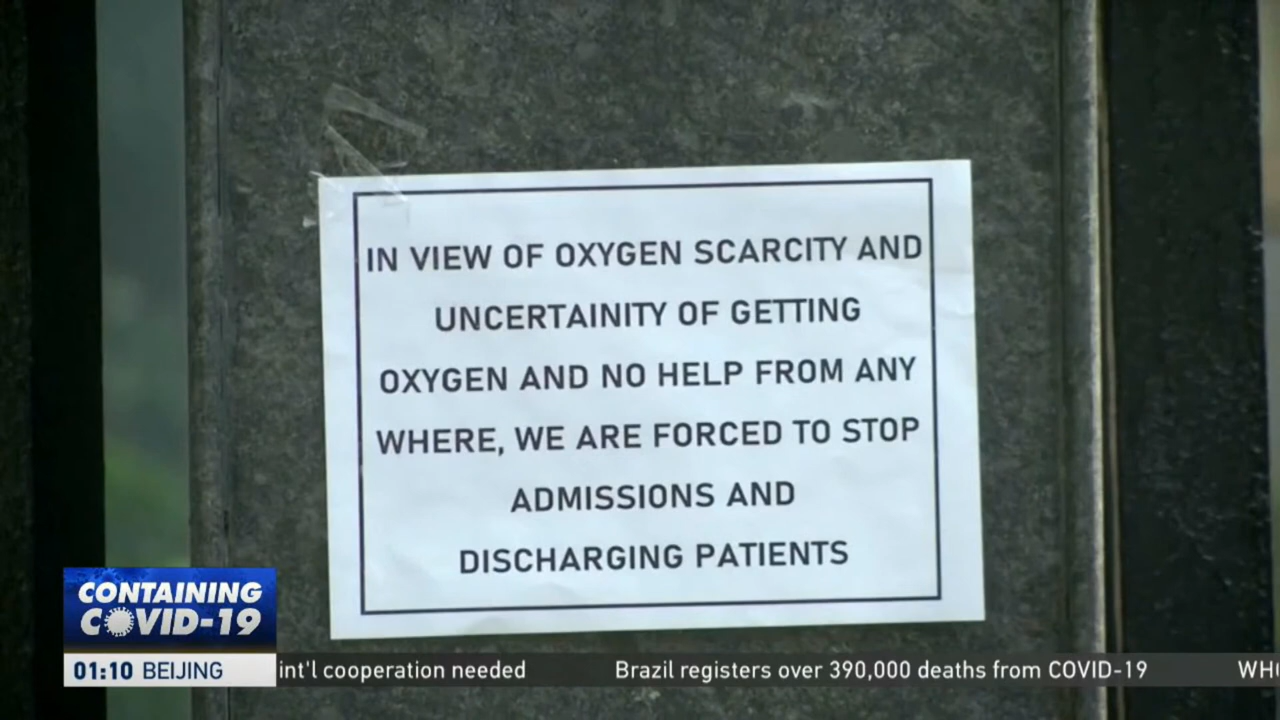 IN VIEW OF OXYGEN SCARCITY AND
UNCERTAINITY OF GETTING
OXYGEN AND NO HELP FROM ANY
WHERE, WE ARE FORCED TO STOP
ADMISSIONS AND
DISCHARGING PATIENTS
CONTAINING
COVID-19
01:10 BEIJING
int'l cooperation needed Brazil registers over 390,000 deaths from COVID-19